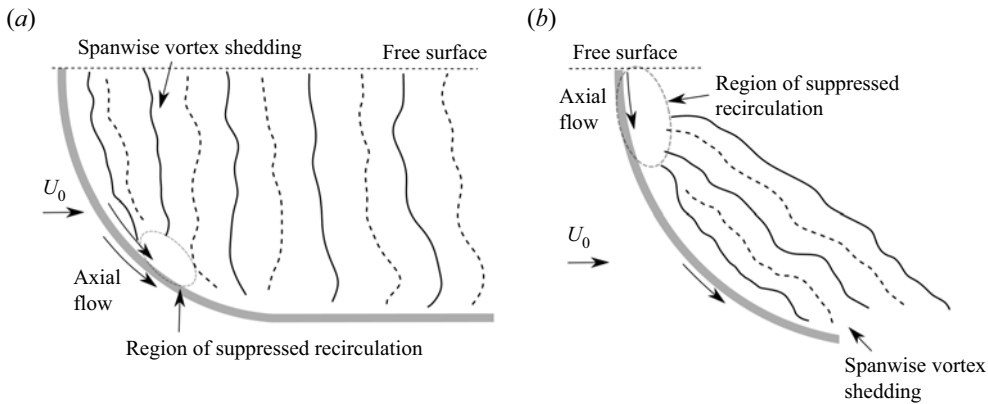 (a)
Spanwise vortex shedding
Free surface
U0
Axial
flow
Region of suppressed recirculation
(b)
Free surface
Region of suppressed
recirculation
Axial
flow
U0
Spanwise vortex
shedding